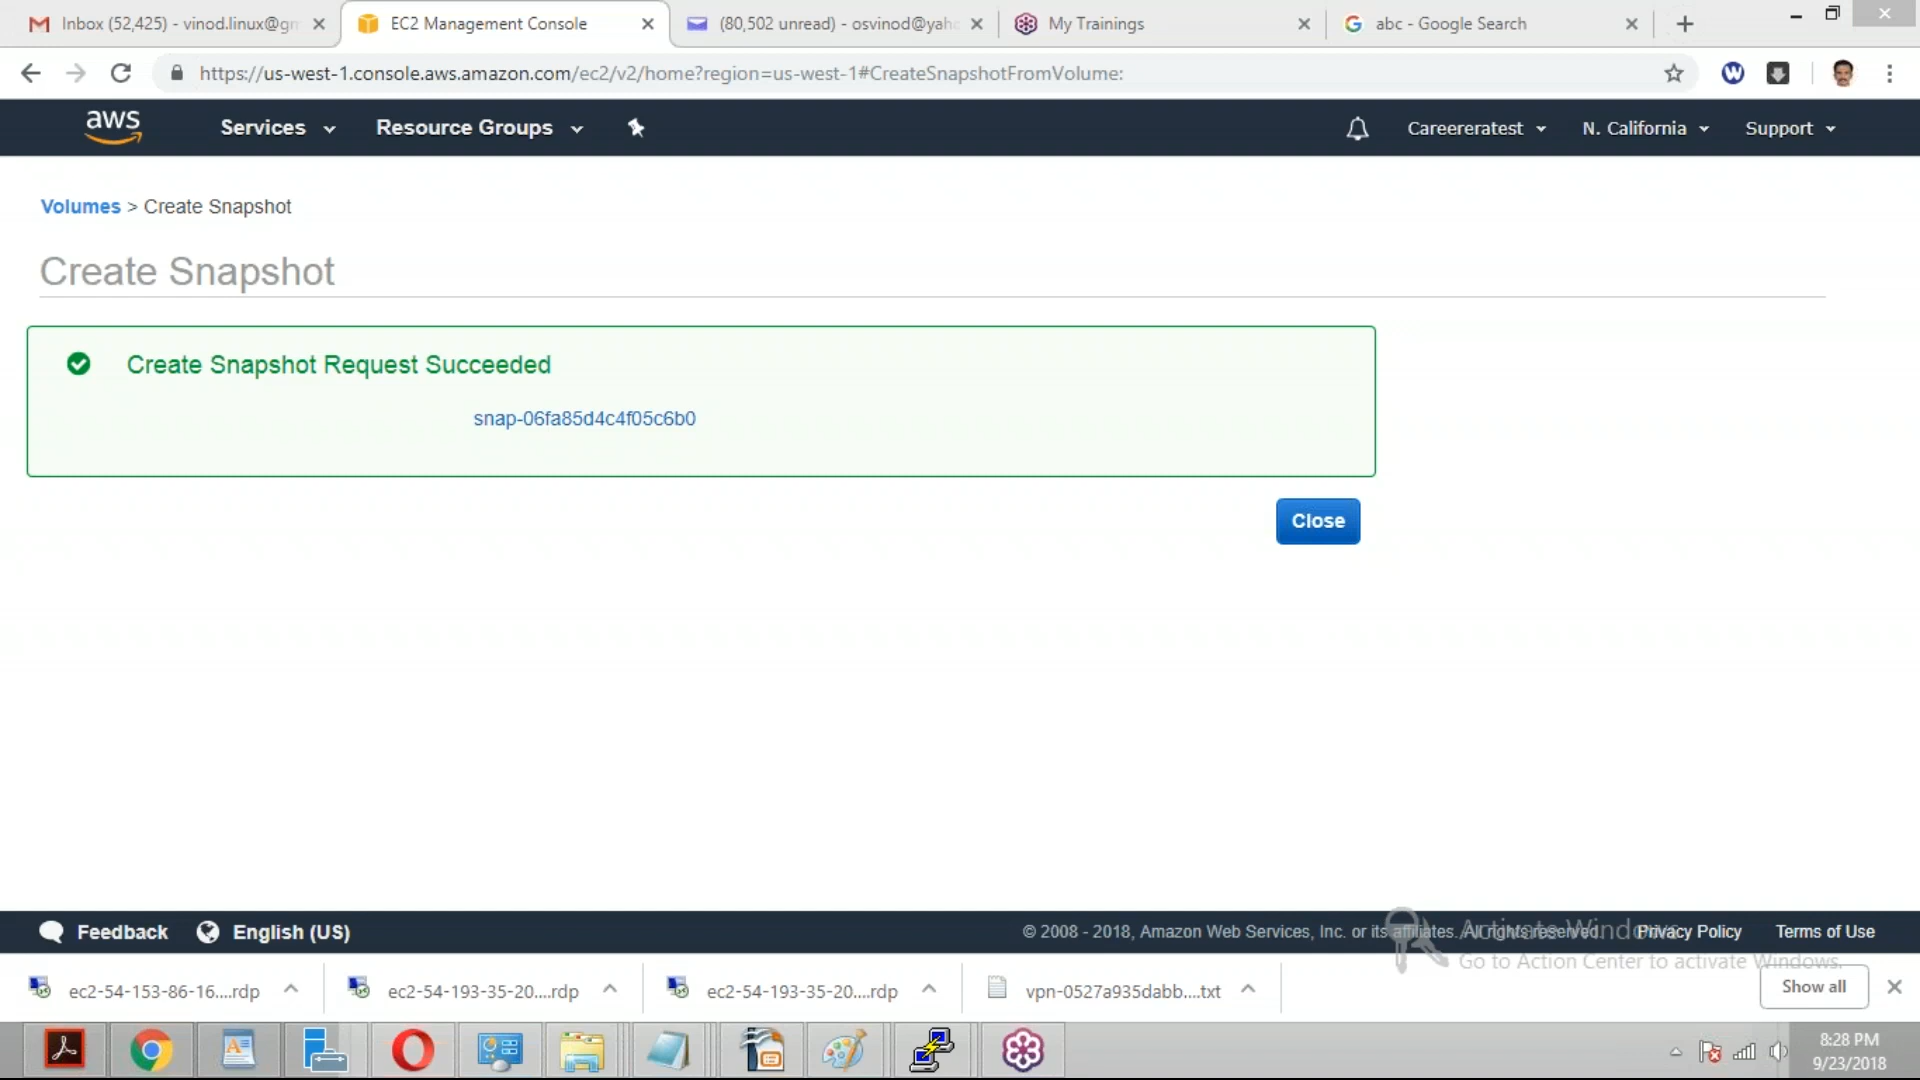 Inbox (52,425) - vinod.linux@gm
EC2 Management Console
(80,502 unread) - osvinod@yaho
My Trainings
abc - Google Search
https://us-west-1.console.aws.amazon.com/ec2/v2/home?region=us-west-1#CreateSnapshotFromVolume:
W
aws
Services
Resource Groups
Careereratest
N. California
Support
Volumes > Create Snapshot
Create Snapshot
Create Snapshot Request Succeeded
snap-06fa85d4c4f05c6b0
Close
Feedback
English (US)
© 2008 - 2018, Amazon Web Services, Inc. or its affiliates. All rights reserved.
Privacy Policy
Terms of Use
Activate Windows
Go to Action Center to activate Windows.
ec2-54-153-86-16....rdp
ec2-54-193-35-20....rdp
ec2-54-193-35-20....rdp
vpn-0527a935dabb....txt
Show all
8:28 PM
9/23/2018